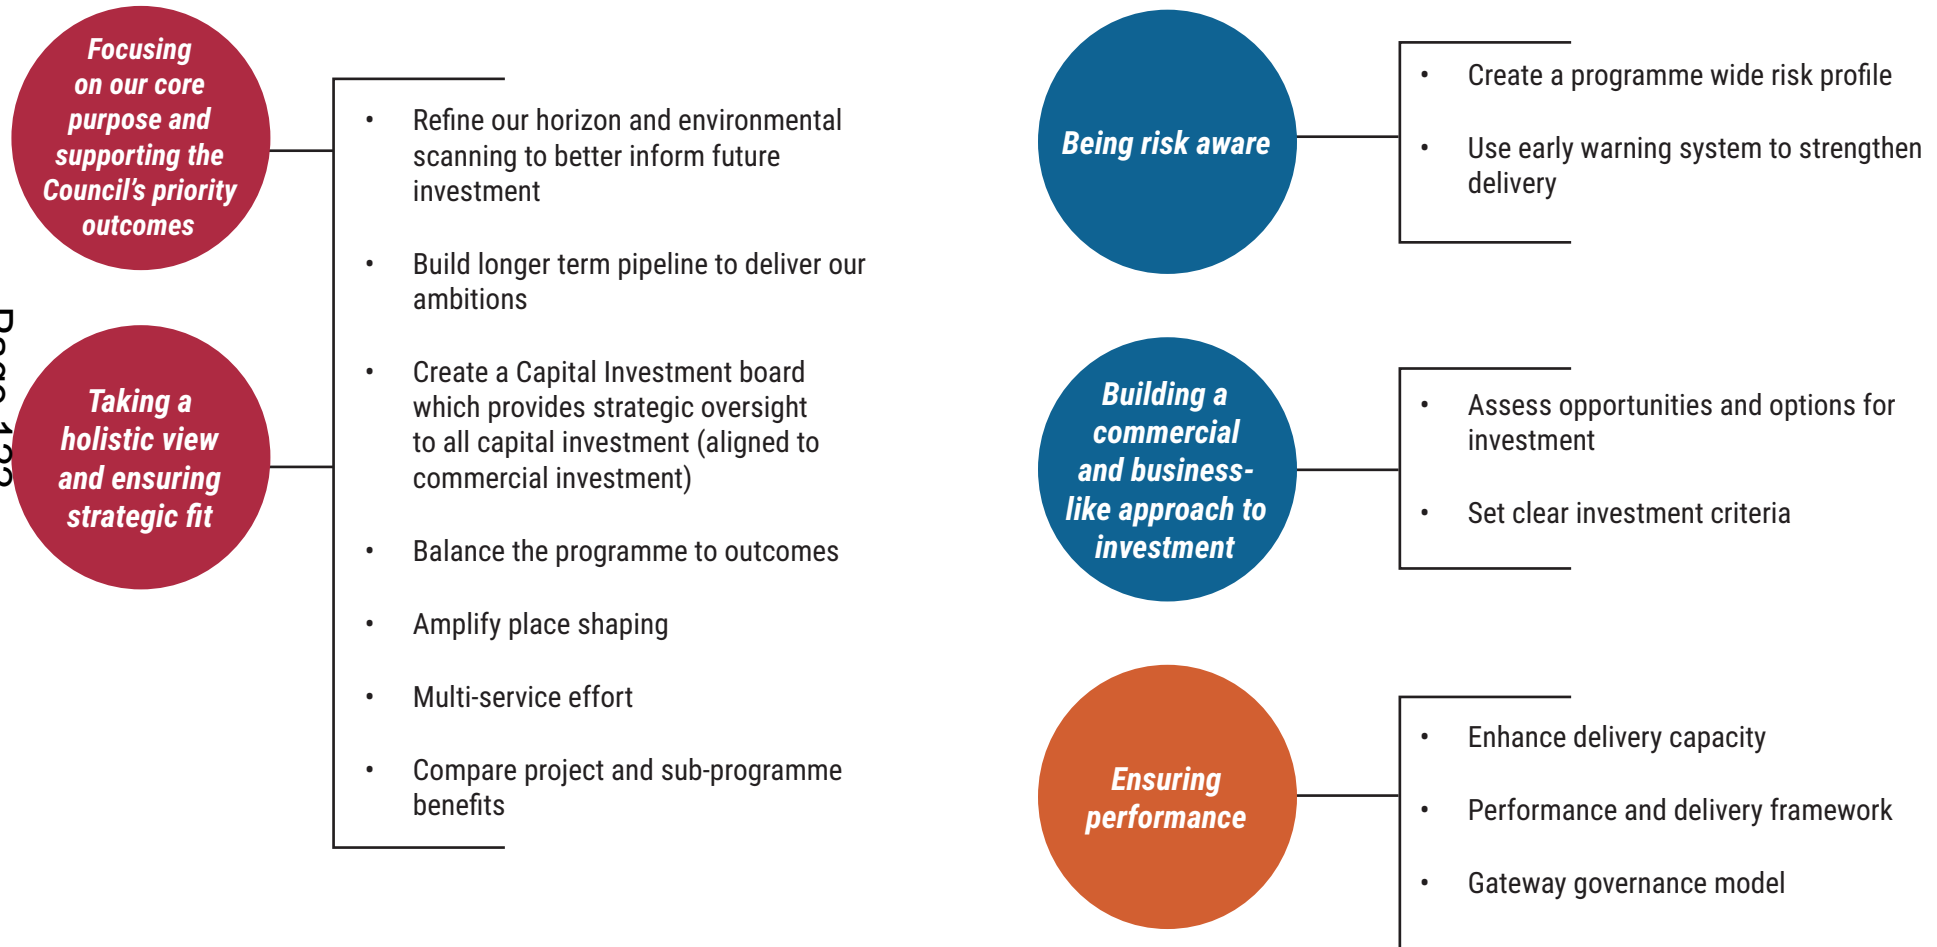 Focusing
on our core
purpose and
supporting the
Council's priority
outcomes
Taking a
holistic view
and ensuring
strategic fit
• Refine our horizon and environmental
scanning to better inform future
investment
• Build longer term pipeline to deliver our
ambitions
• Create a Capital Investment board
which provides strategic oversight
to all capital investment (aligned to
commercial investment)
• Balance the programme to outcomes
• Amplify place shaping
• Multi-service effort
• Compare project and sub-programme
benefits
Being risk aware
• Create a programme wide risk profile
• Use early warning system to strengthen
delivery
Building a
commercial
and business-
like approach to
investment
• Assess opportunities and options for
investment
• Set clear investment criteria
Ensuring
performance
• Enhance delivery capacity
• Performance and delivery framework
• Gateway governance model